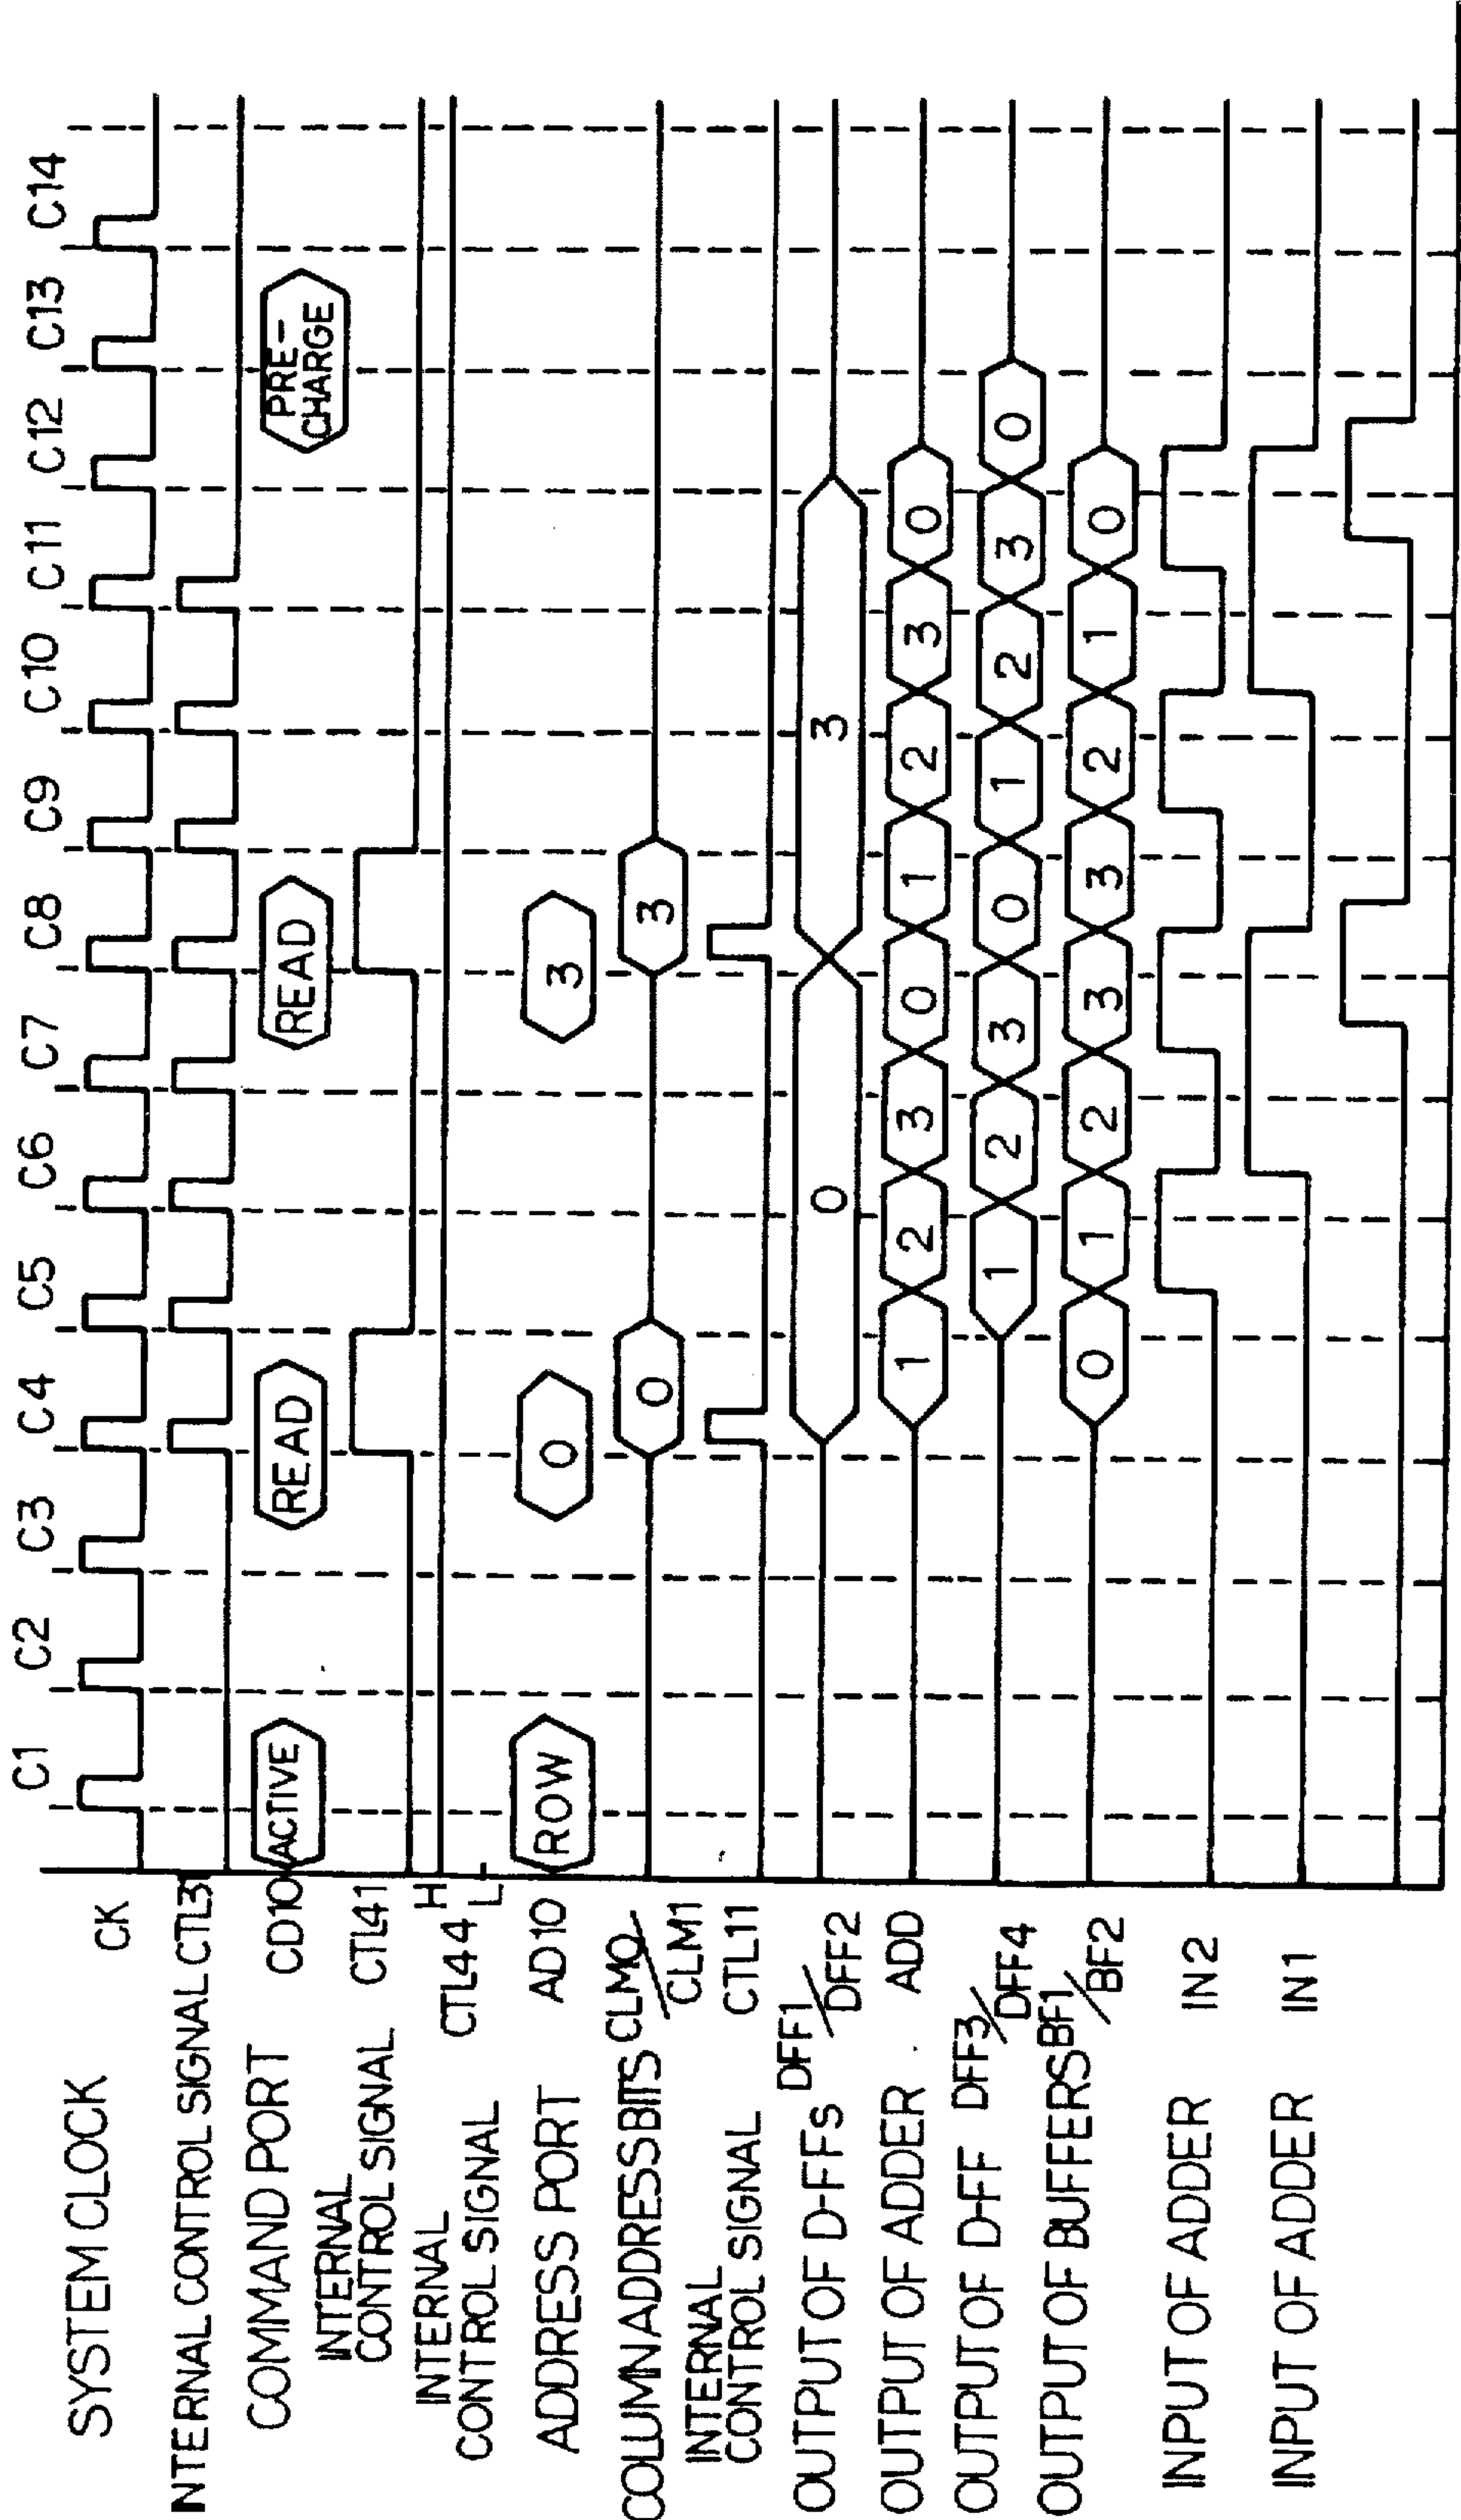 C1 C2 C3 C4 C5 C6 C7 C8 C9 C10 C11 C12 C13 C14
SYSTEM CLOCK CK
NTERNAL CONTROL SIGNAL CTL3
COMMAND PORT CD10 ACTIVE READ READ PRE-
CHARGE
INTERNAL
CONTROL SIGNAL CTL41
INTERNAL
CONTROL SIGNAL CTL44 H
L
ADDRESS PORT AD10 ROW 0 3
COLUMN ADDRESS BITS CLM0/
CLM1 0 3
INTERNAL
CONTROL SIGNAL CTL11
OUTPUT OF D-FFs DFF1
/DFF2 0 3
OUTPUT OF ADDER ADD 1 2 3 0 1 2 3 0
OUTPUT OF D-FF DFF3
/DFF4 1 2 3 0 1 2 3 0
OUTPUT OF BUFFERS BF1
/BF2 0 1 2 3 3 2 1 0
INPUT OF ADDER IN2
INPUT OF ADDER IN1